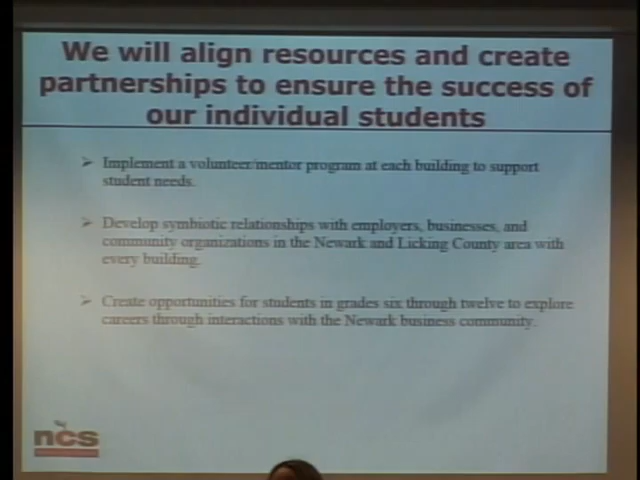 We will align resources and create
partnerships to ensure the success of
our individual students
➢ Implement a volunteer/mentor program at each building to support
student needs.
➢ Develop symbiotic relationships with employers, businesses, and
community organizations in the Newark and Licking County area with
every building.
➢ Create opportunities for students in grades six through twelve to explore
careers through interactions with the Newark business community.
ncs